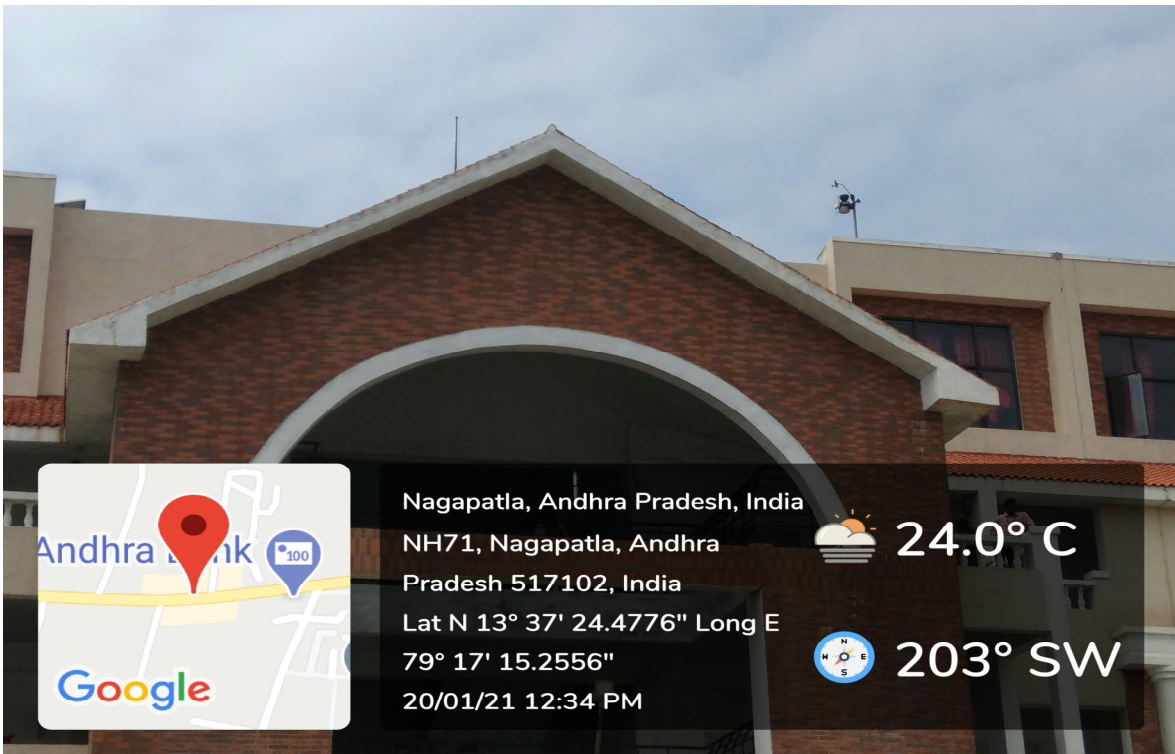 Andhra
nk
100
Google
Nagapatla, Andhra Pradesh, India
NH71, Nagapatla, Andhra
Pradesh 517102, India
Lat N 13° 37' 24.4776" Long E
79° 17' 15.2556"
20/01/21 12:34 PM
24.0° C
N
W E
S
203° SW